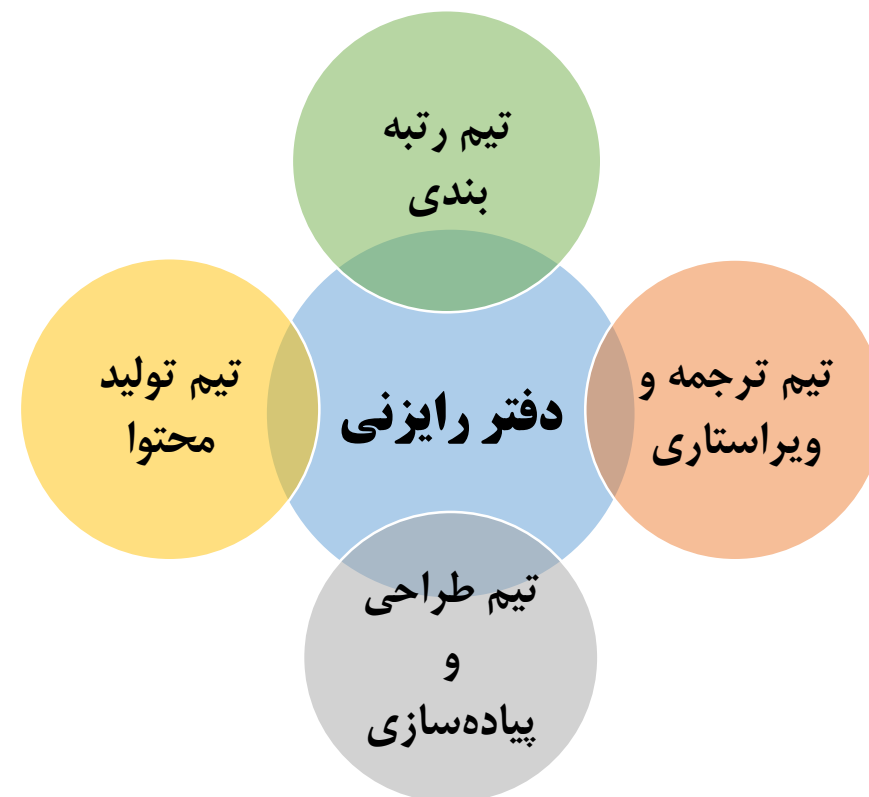 تیم رتبه
بندی
تیم ترجمه و
ویراستاری
دفتر رایزنی
تیم تولید
محتوا
تیم طراحی
و
پیاده‌سازی